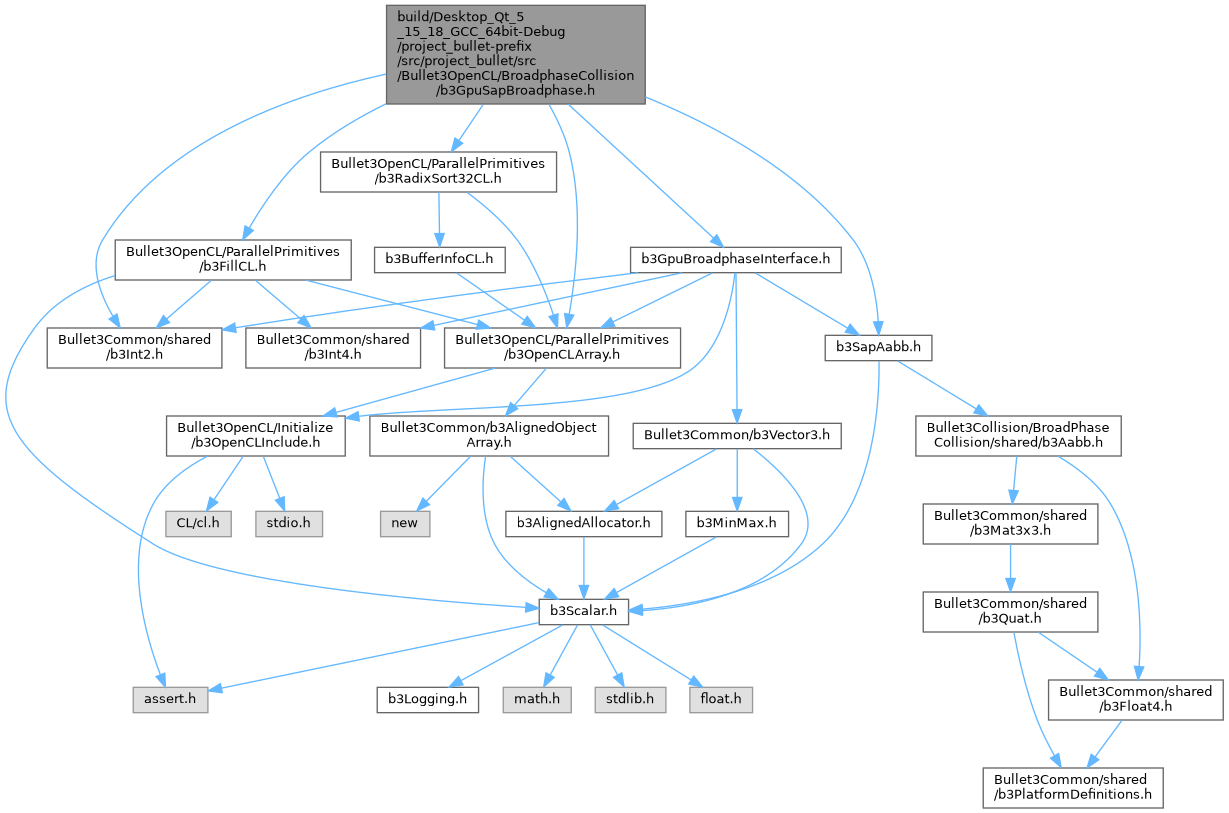 build/Desktop_Qt_5
_15_18_GCC_64bit-Debug
/project_bullet-prefix
/src/project_bullet/src
/Bullet3OpenCL/BroadphaseCollision
/b3GpuSapBroadphase.h
Bullet3OpenCL/ParallelPrimitives
/b3RadixSort32CL.h
Bullet3OpenCL/ParallelPrimitives
/b3FillCL.h
b3BufferInfoCL.h
b3GpuBroadphaseInterface.h
Bullet3Common/shared
/b3Int2.h
Bullet3Common/shared
/b3Int4.h
Bullet3OpenCL/ParallelPrimitives
/b3OpenCLArray.h
b3SapAabb.h
Bullet3OpenCL/Initialize
/b3OpenCLInclude.h
Bullet3Common/b3AlignedObject
Array.h
Bullet3Common/b3Vector3.h
Bullet3Collision/BroadPhase
Collision/shared/b3Aabb.h
CL/cl.h
stdio.h
new
b3AlignedAllocator.h
b3MinMax.h
Bullet3Common/shared
/b3Mat3x3.h
b3Scalar.h
Bullet3Common/shared
/b3Quat.h
assert.h
b3Logging.h
math.h
stdlib.h
float.h
Bullet3Common/shared
/b3Float4.h
Bullet3Common/shared
/b3PlatformDefinitions.h